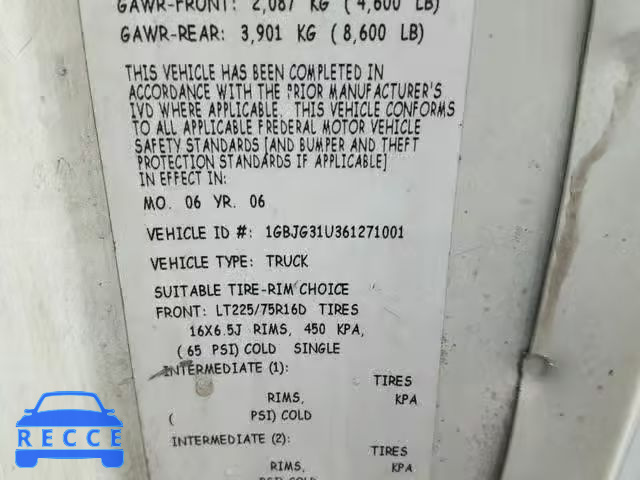 GAWR-FRONT: 2,087 KG ( 4,600 LB)
GAWR-REAR: 3,901 KG ( 8,600 LB)
THIS VEHICLE HAS BEEN COMPLETED IN
ACCORDANCE WITH THE PRIOR MANUFACTURER'S
IVD WHERE APPLICABLE. THIS VEHICLE CONFORMS
TO ALL APPLICABLE FREDERAL MOTOR VEHICLE
SAFETY STANDARDS [AND BUMPER AND THEFT
PROTECTION STANDARDS IF APPLICABLE]
IN EFFECT IN:
MO. 06 YR. 06
VEHICLE ID #: 1GBJG31U361271001
VEHICLE TYPE: TRUCK
SUITABLE TIRE-RIM CHOICE
FRONT: LT225/75R16D TIRES
16X6.5J RIMS, 450 KPA,
( 65 PSI) COLD SINGLE
INTERMEDIATE (1):
TIRES
RIMS, KPA
( PSI) COLD
INTERMEDIATE (2):
TIRES
RIMS, KPA
PSI) COLD
RECCE